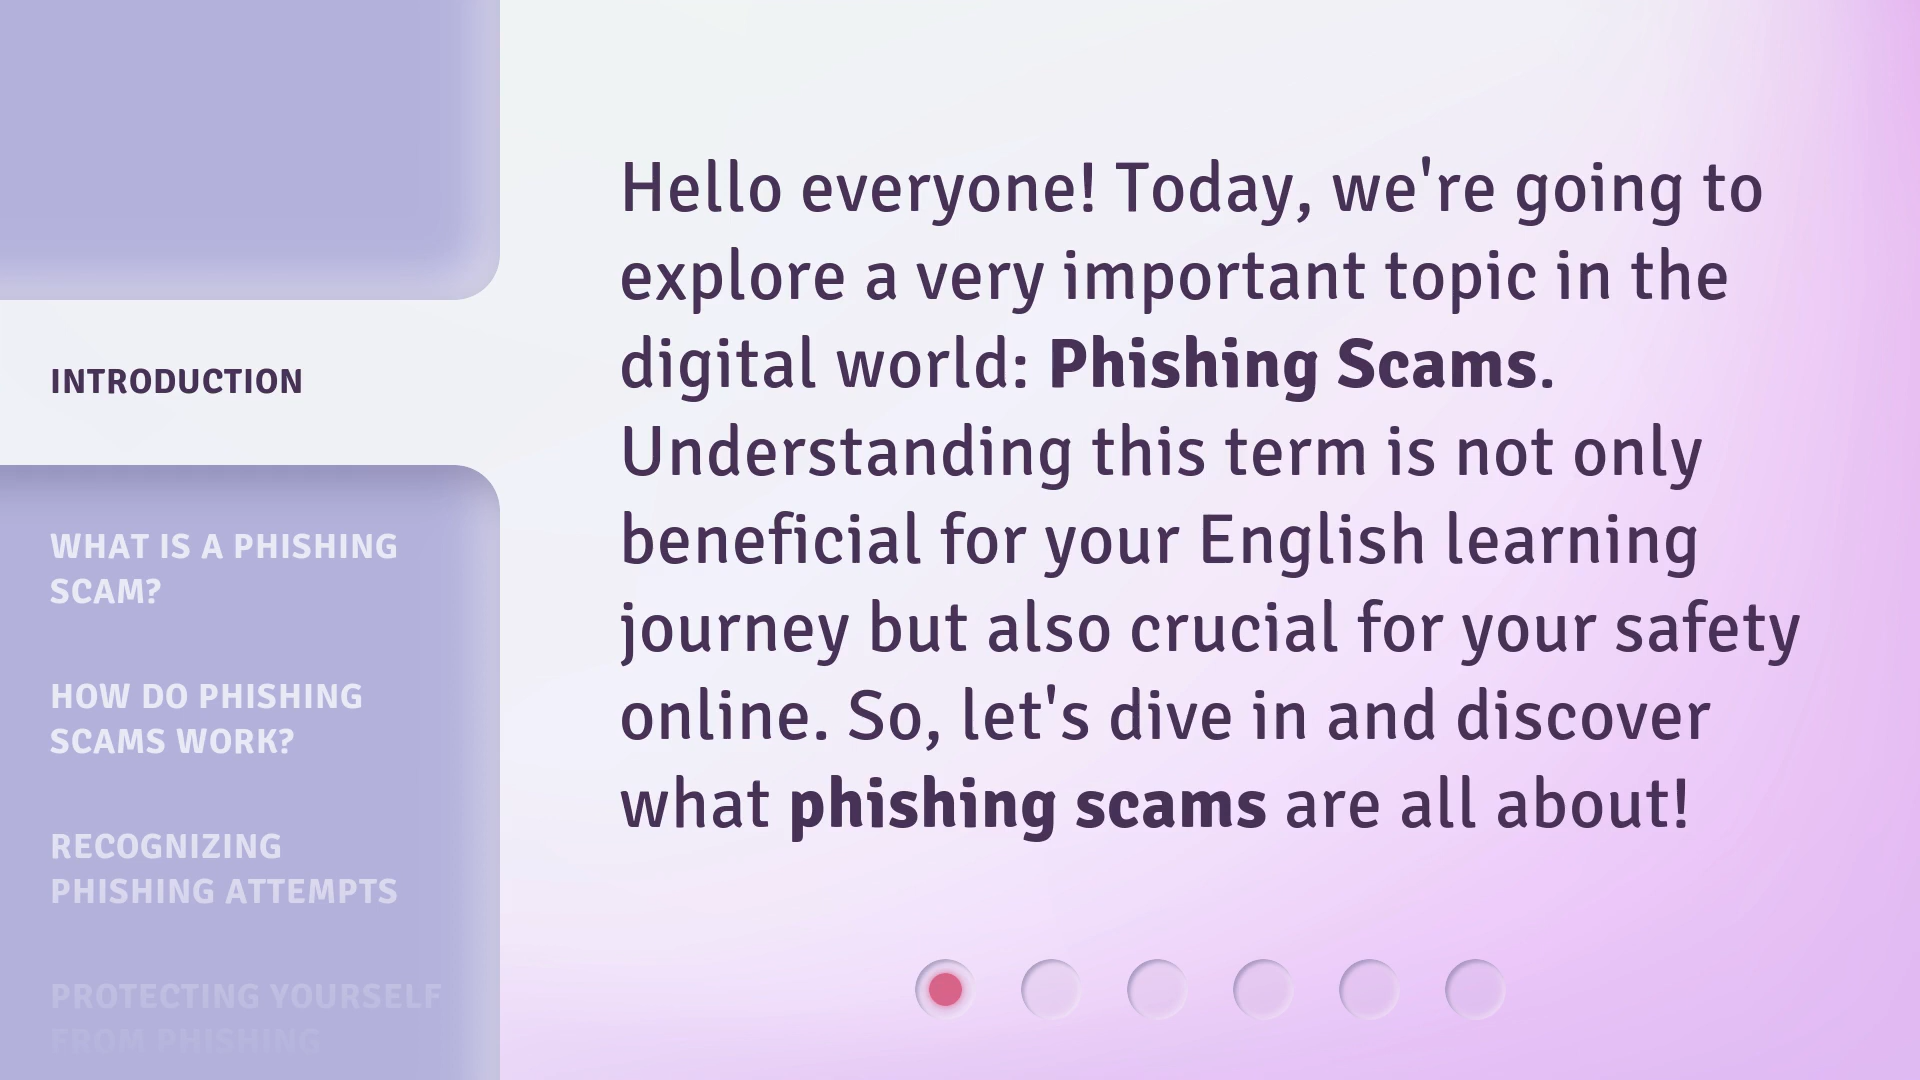 INTRODUCTION
WHAT IS A PHISHING
SCAM?
HOW DO PHISHING
SCAMS WORK?
RECOGNIZING
PHISHING ATTEMPTS
PROTECTING YOURSELF
FROM PHISHING
Hello everyone! Today, we're going to
explore a very important topic in the
digital world: Phishing Scams.
Understanding this term is not only
beneficial for your English learning
journey but also crucial for your safety
online. So, let's dive in and discover
what phishing scams are all about!